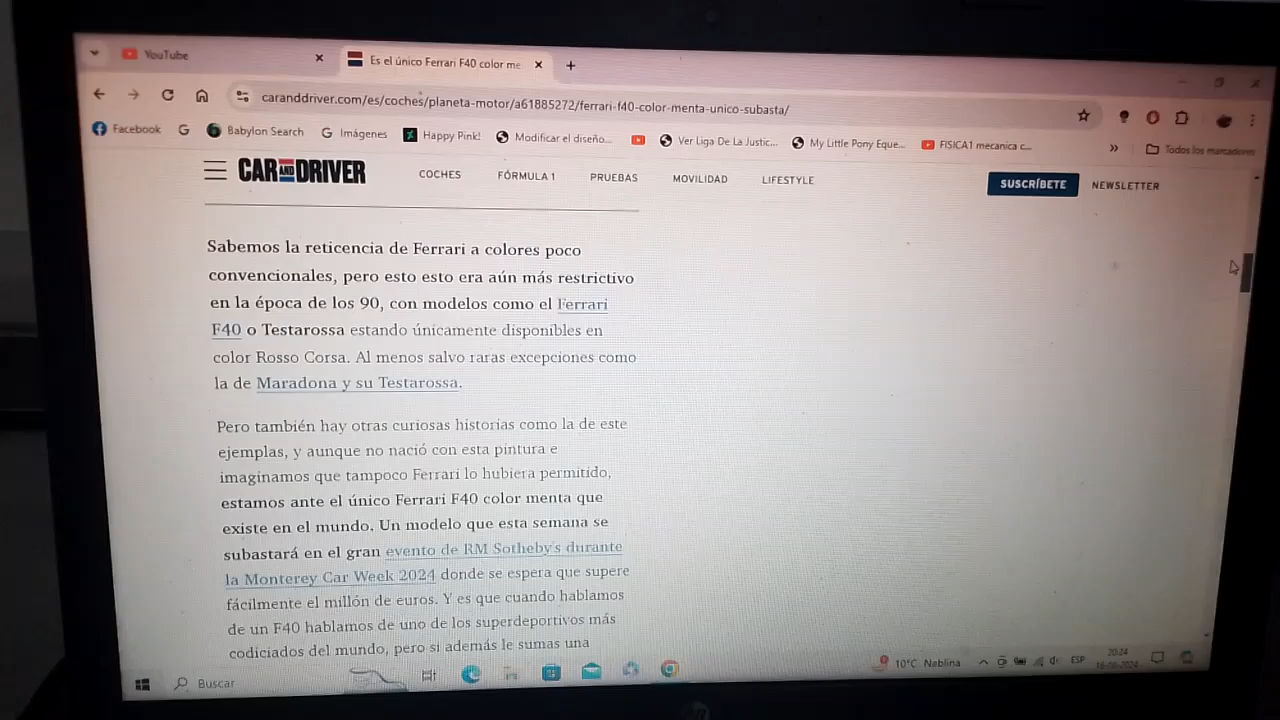 YouTube
Es el único Ferrari F40 color me
caranddriver.com/es/coches/planeta-motor/a61885272/ferrari-f40-color-menta-unico-subasta/
Facebook
Babylon Search
Imágenes
Happy Pink!
Modificar el diseño...
Ver Liga De La Justic...
My Little Pony Eque...
FISICA1 mecanica c...
»
Todos los marcadores
CAR AND DRIVER
COCHES
FÓRMULA 1
PRUEBAS
MOVILIDAD
LIFESTYLE
SUSCRÍBETE
NEWSLETTER
Sabemos la reticencia de Ferrari a colores poco
convencionales, pero esto esto era aún más restrictivo
en la época de los 90, con modelos como el Ferrari
F40 o Testarossa estando únicamente disponibles en
color Rosso Corsa. Al menos salvo raras excepciones como
la de Maradona y su Testarossa.
Pero también hay otras curiosas historias como la de este
ejemplas, y aunque no nació con esta pintura e
imaginamos que tampoco Ferrari lo hubiera permitido,
estamos ante el único Ferrari F40 color menta que
existe en el mundo. Un modelo que esta semana se
subastará en el gran evento de RM Sotheby's durante
la Monterey Car Week 2024 donde se espera que supere
fácilmente el millón de euros. Y es que cuando hablamos
de un F40 hablamos de uno de los superdeportivos más
codiciados del mundo, pero si además le sumas una
Buscar
10°C Neblina
ESP
20:24